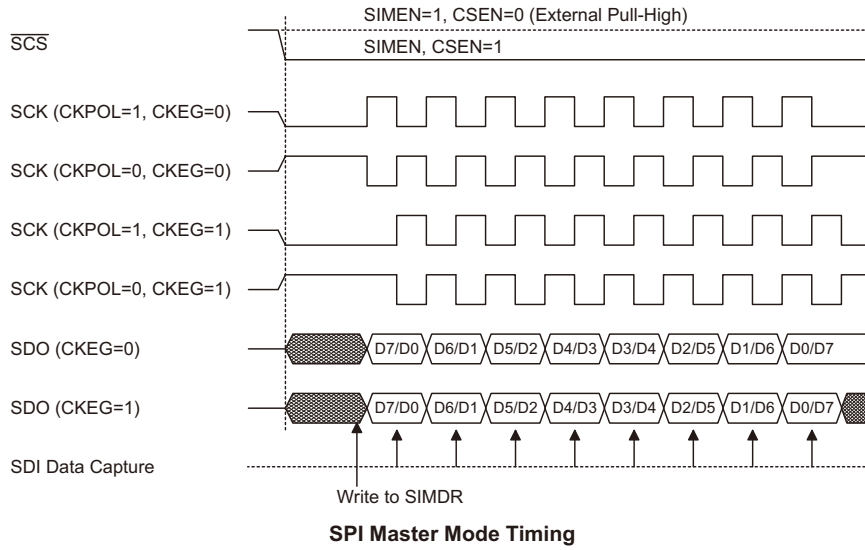 SIMEN=1, CSEN=0 (External Pull-High)
SCS
SIMEN, CSEN=1
SCK (CKPOL=1, CKEG=0)
SCK (CKPOL=0, CKEG=0)
SCK (CKPOL=1, CKEG=1)
SCK (CKPOL=0, CKEG=1)
SDO (CKEG=0) D7/D0 D6/D1 D5/D2 D4/D3 D3/D4 D2/D5 D1/D6 D0/D7
SDO (CKEG=1) D7/D0 D6/D1 D5/D2 D4/D3 D3/D4 D2/D5 D1/D6 D0/D7
SDI Data Capture
Write to SIMDR
SPI Master Mode Timing